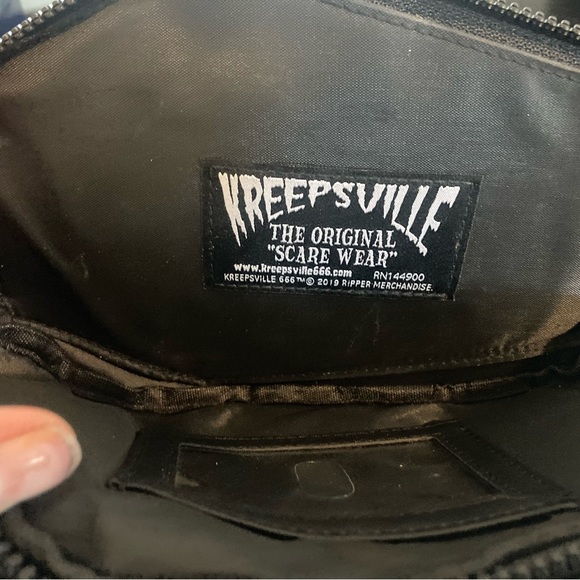 KREEPSVILLE
THE ORIGINAL
"SCARE WEAR"
www.kreepsville666.com RN144900
KREEPSVILLE 666™© 2019 RIPPER MERCHANDISE.